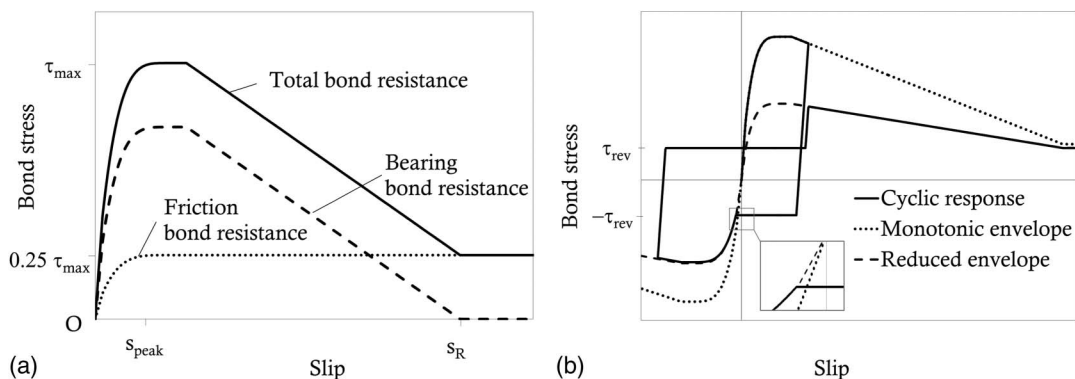 τmax
Total bond resistance
Bearing
bond resistance
Friction
bond resistance
0.25 τmax
O
speak
sR
Bond stress
Slip
(a)
τrev
−τrev
Cyclic response
Monotonic envelope
Reduced envelope
Bond stress
Slip
(b)